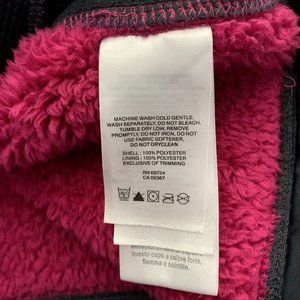 MACHINE WASH COLD GENTLE,
WASH SEPARATELY, DO NOT BLEACH,
TUMBLE DRY LOW, REMOVE
PROMPTLY, DO NOT IRON, DO NOT
USE FABRIC SOFTENER,
DO NOT DRYCLEAN
SHELL : 100% POLYESTER
LINING : 100% POLYESTER
EXCLUSIVE OF TRIMMING
RN 69724
CA 05367
questo capo a calore forte,
fiamma o scintille.